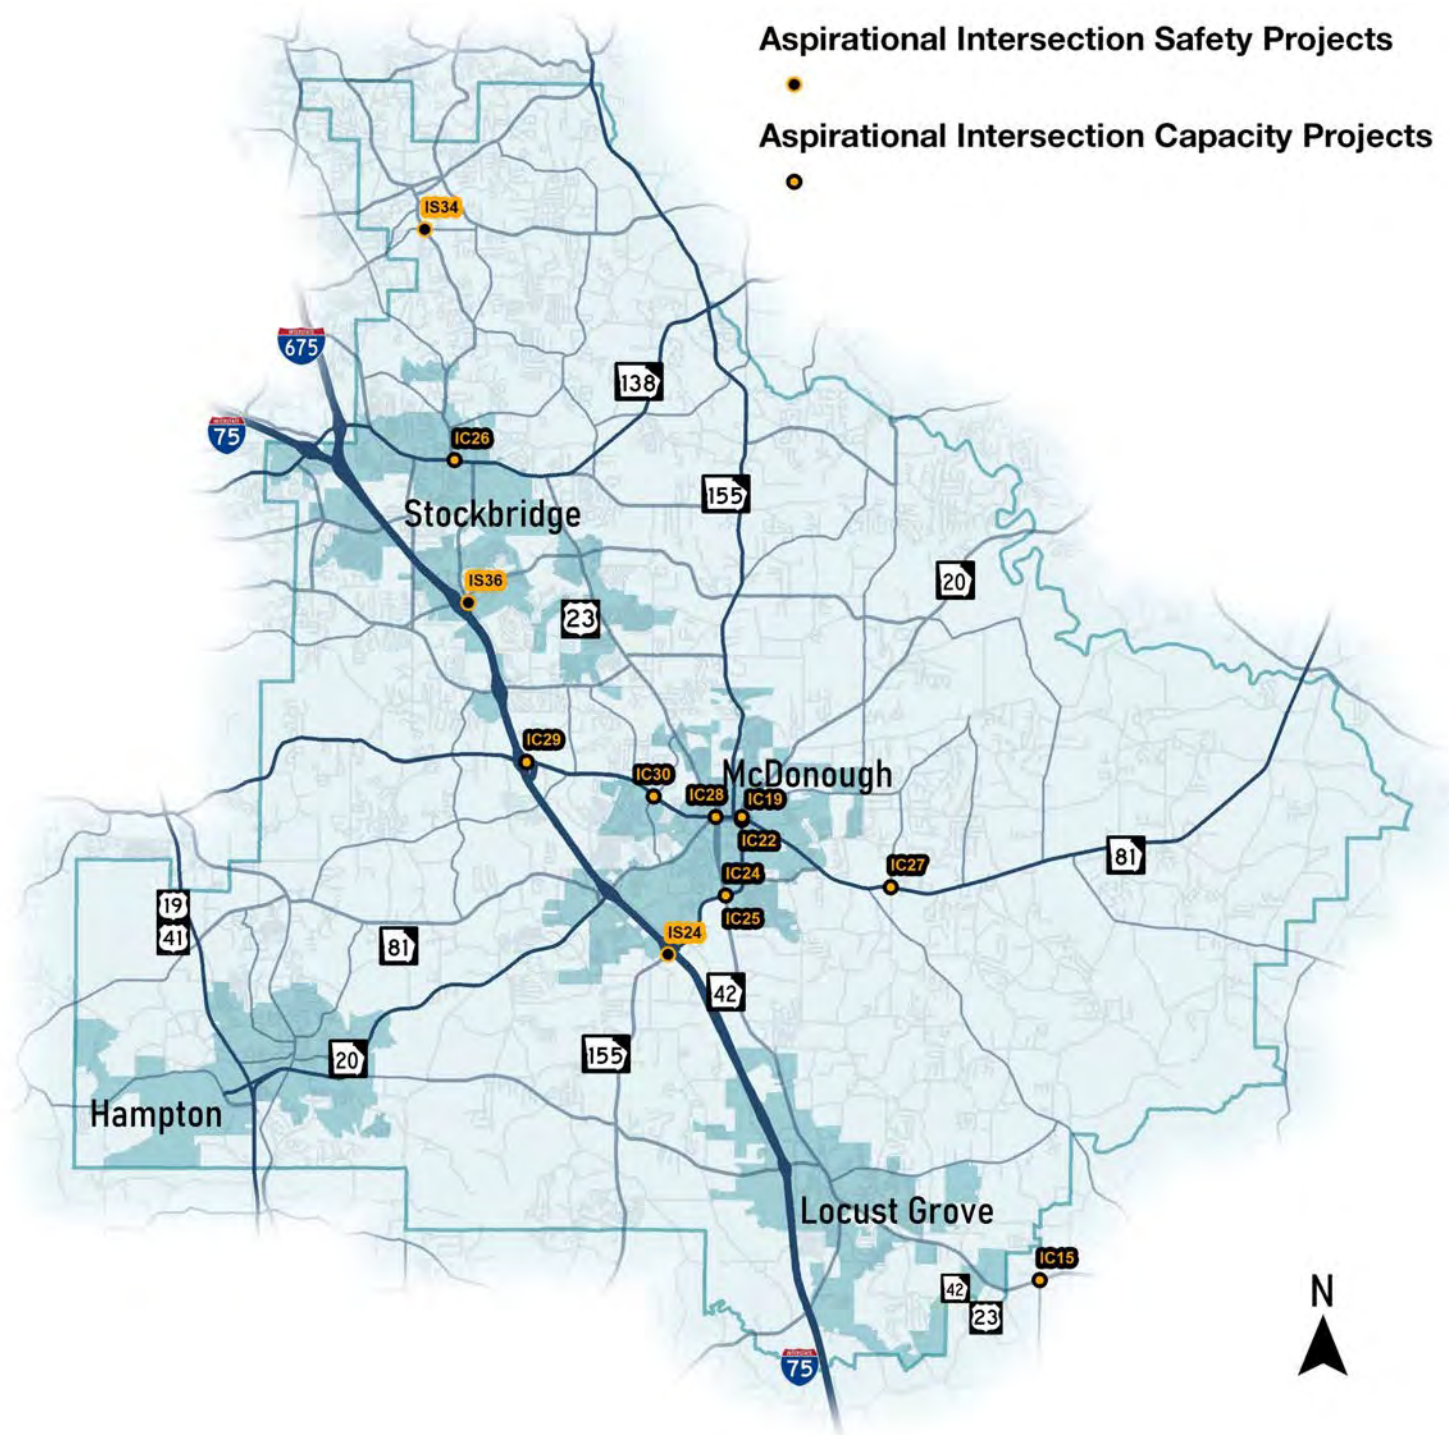 Aspirational Intersection Safety Projects
Aspirational Intersection Capacity Projects
IS34
675
138
75
IC26
155
Stockbridge
20
IS36
23
IC29
IC30
McDonough
IC28
IC19
IC22
81
IC27
IC24
19
IC25
41
81
IS24
42
155
20
Hampton
Locust Grove
IC15
42
N
23
75